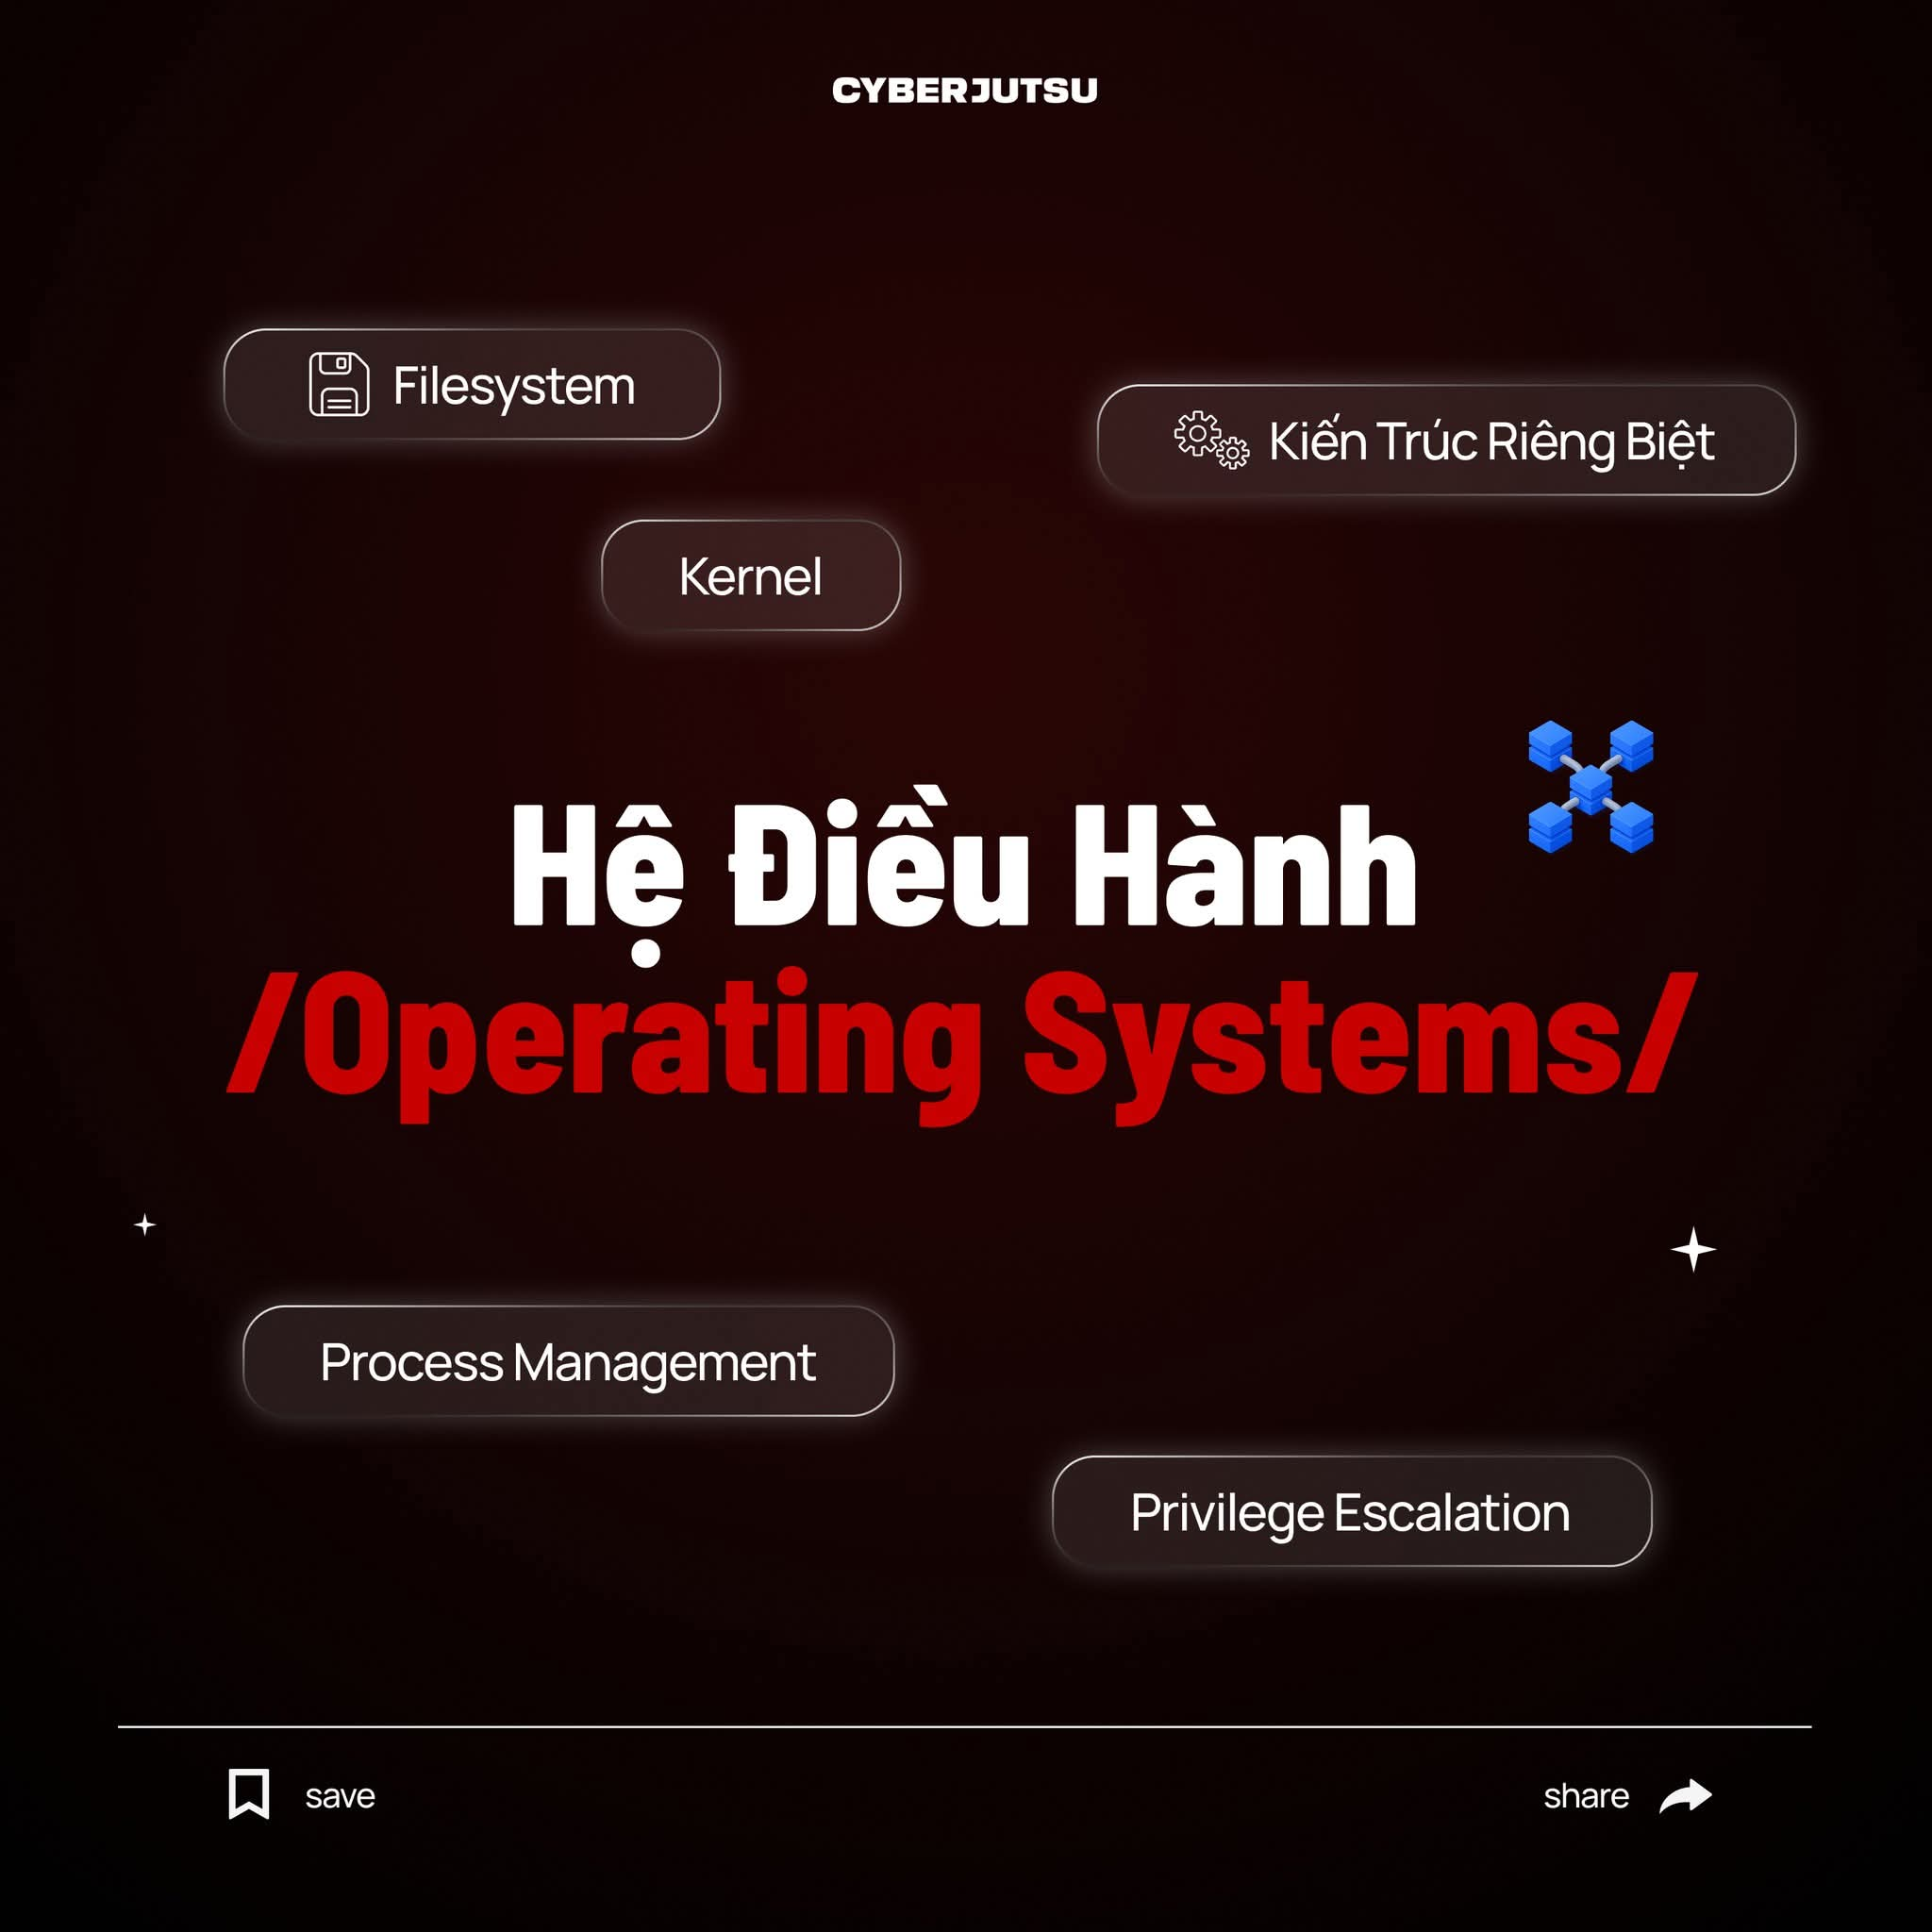 CYBERJUTSU
Filesystem
Kiến Trúc Riêng Biệt
Kernel
Hệ Điều Hành
/Operating Systems/
Process Management
Privilege Escalation
save
share